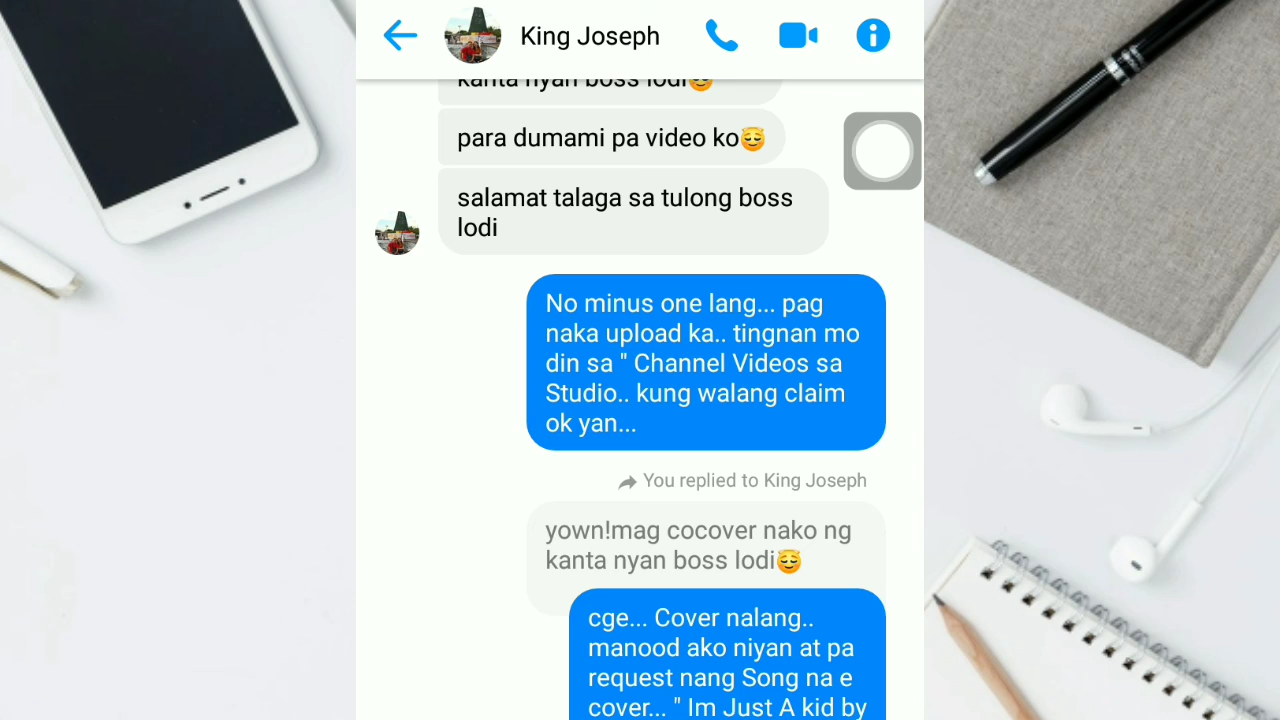 King Joseph
kanta nyan boss lodi😇
para dumami pa video ko😇
salamat talaga sa tulong boss
lodi
No minus one lang... pag
naka upload ka.. tingnan mo
din sa " Channel Videos sa
Studio.. kung walang claim
ok yan...
You replied to King Joseph
yown!mag cocover nako ng
kanta nyan boss lodi😇
cge... Cover nalang..
manood ako niyan at pa
request nang Song na e
cover... " Im Just A kid by